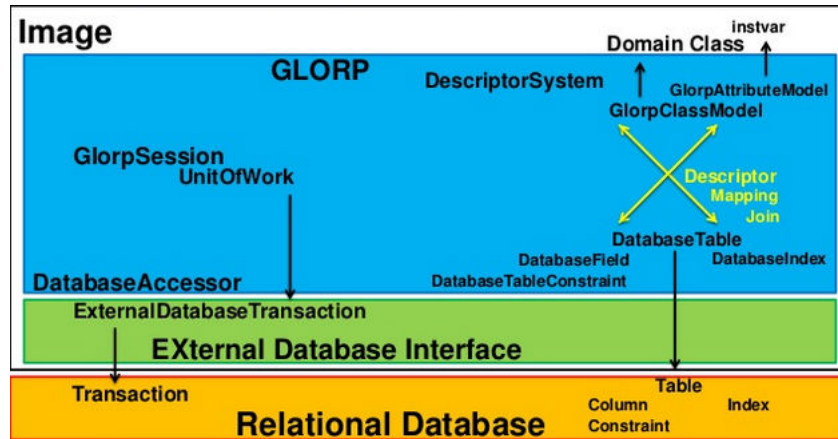 Image
instvar
Domain Class
GLORP
DescriptorSystem
GlorpAttributeModel
GlorpClassModel
GlorpSession
UnitOfWork
Descriptor
Mapping
Join
DatabaseTable
DatabaseField
DatabaseIndex
DatabaseTableConstraint
DatabaseAccessor
ExternalDatabaseTransaction
EXternal Database Interface
Transaction
Table
Column
Index
Constraint
Relational Database